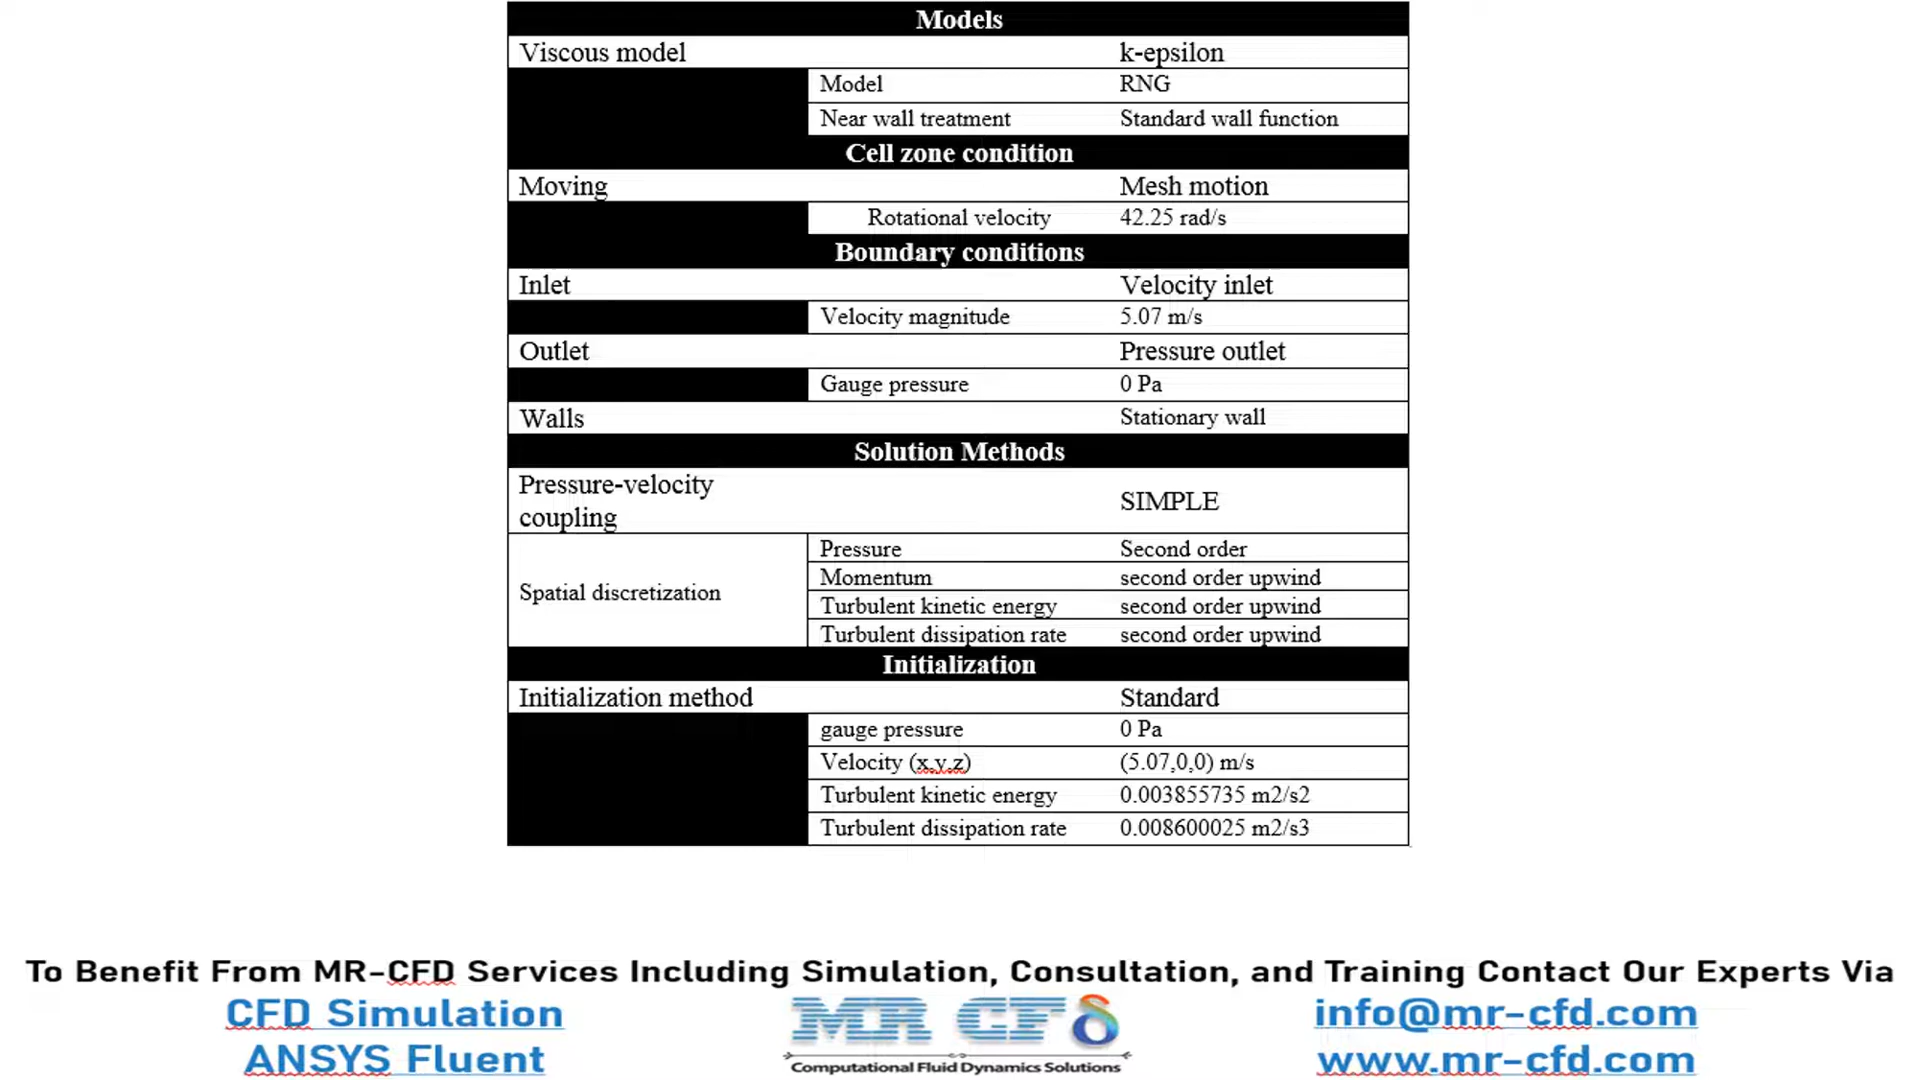 Models
Viscous model k-epsilon
Model RNG
Near wall treatment Standard wall function
Cell zone condition
Moving Mesh motion
Rotational velocity 42.25 rad/s
Boundary conditions
Inlet Velocity inlet
Velocity magnitude 5.07 m/s
Outlet Pressure outlet
Gauge pressure 0 Pa
Walls Stationary wall
Solution Methods
Pressure-velocity
coupling SIMPLE
Spatial discretization
Pressure Second order
Momentum second order upwind
Turbulent kinetic energy second order upwind
Turbulent dissipation rate second order upwind
Initialization
Initialization method Standard
gauge pressure 0 Pa
Velocity (x,y,z) (5.07,0,0) m/s
Turbulent kinetic energy 0.003855735 m2/s2
Turbulent dissipation rate 0.008600025 m2/s3
To Benefit From MR-CFD Services Including Simulation, Consultation, and Training Contact Our Experts Via
CFD Simulation
ANSYS Fluent
MR CFδ
Computational Fluid Dynamics Solutions
info@mr-cfd.com
www.mr-cfd.com